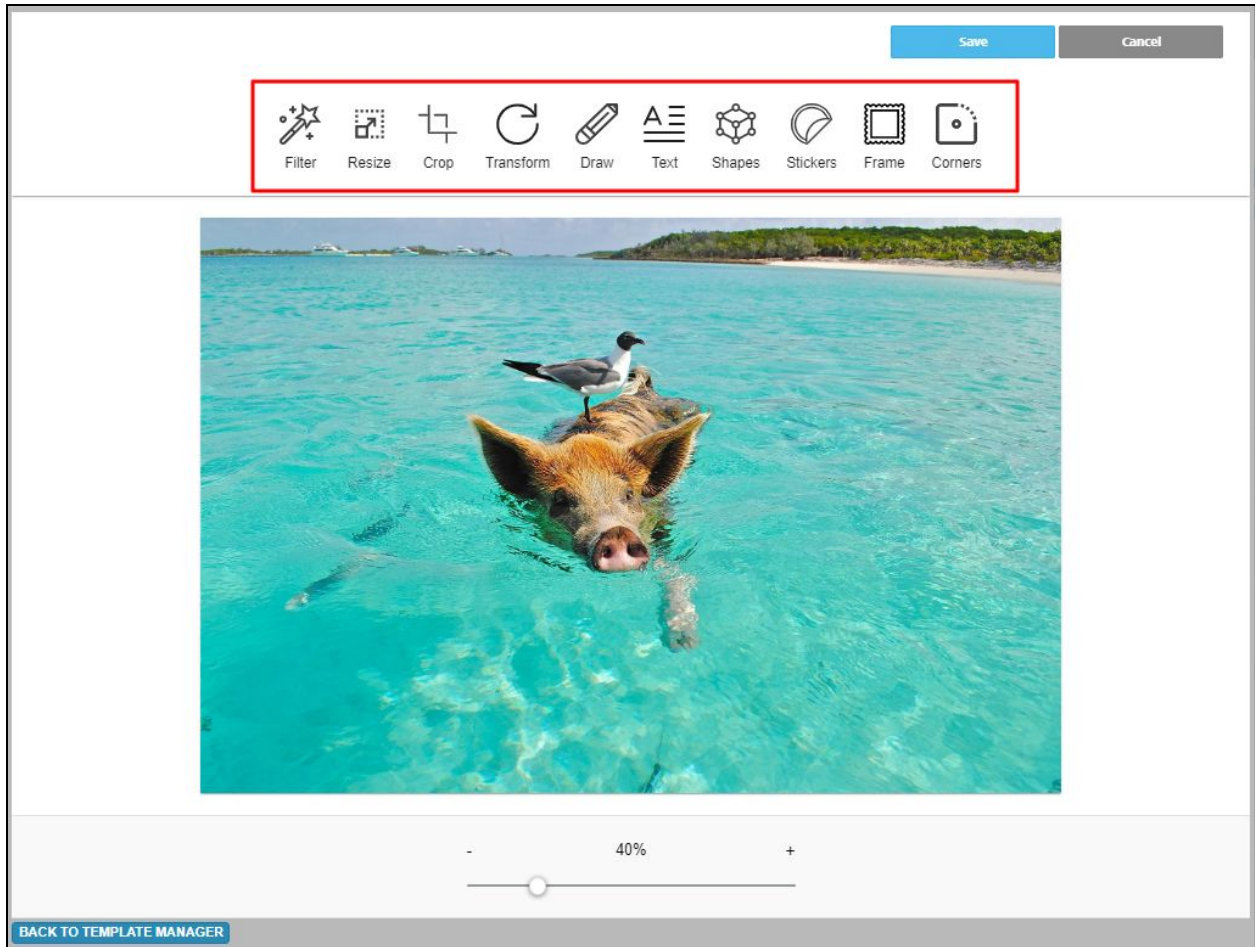 Save Cancel
Filter Resize Crop Transform Draw Text Shapes Stickers Frame Corners
- 40% +
BACK TO TEMPLATE MANAGER